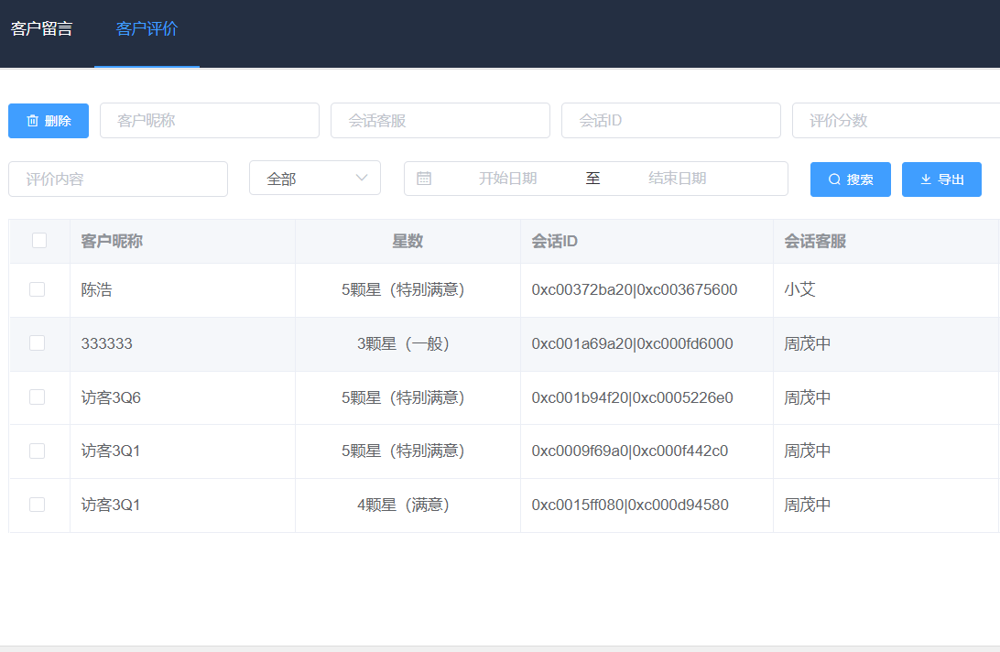 客户留言 客户评价
删除 客户昵称 会话客服 会话ID 评价分数
评价内容 全部 开始日期 至 结束日期 搜索 导出
客户昵称 星数 会话ID 会话客服
陈浩 5颗星（特别满意） 0xc00372ba20|0xc003675600 小艾
333333 3颗星（一般） 0xc001a69a20|0xc000fd6000 周茂中
访客3Q6 5颗星（特别满意） 0xc001b94f20|0xc0005226e0 周茂中
访客3Q1 5颗星（特别满意） 0xc0009f69a0|0xc000f442c0 周茂中
访客3Q1 4颗星（满意） 0xc0015ff080|0xc000d94580 周茂中